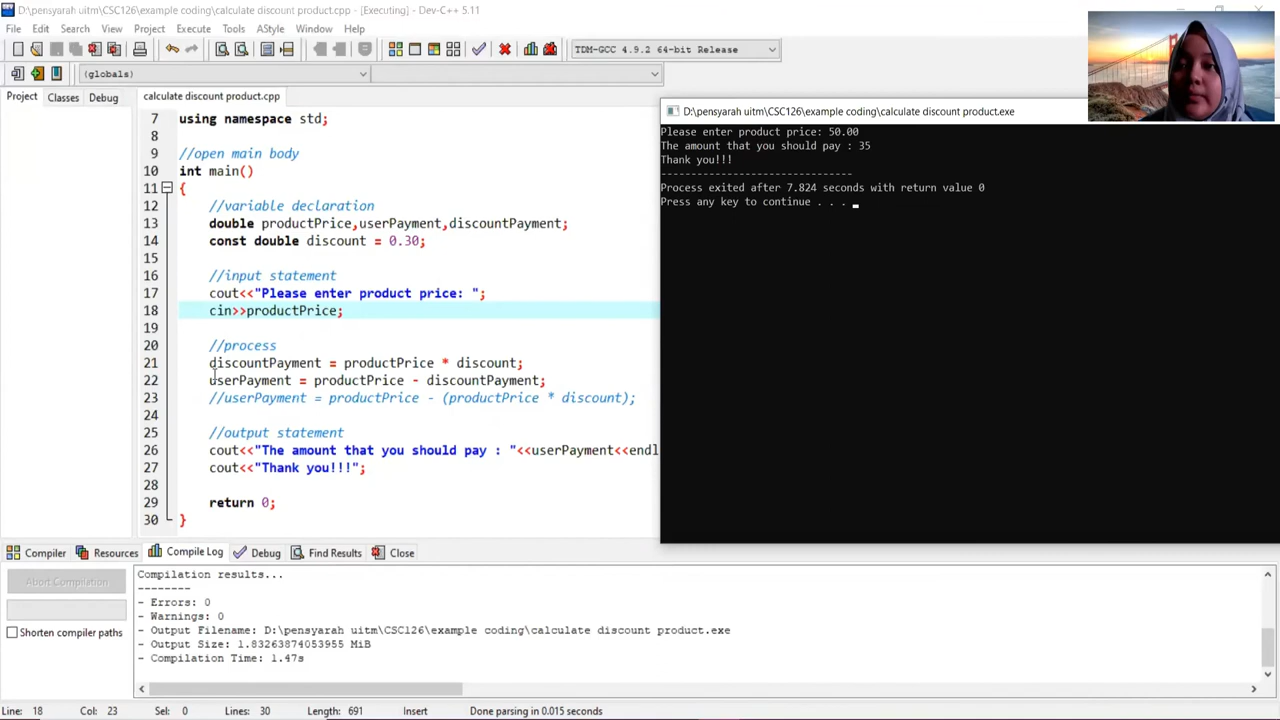 D:\pensyarah uitm\CSC126\example coding\calculate discount product.cpp - [Executing] - Dev-C++ 5.11
File Edit Search View Project Execute Tools AStyle Window Help
TDM-GCC 4.9.2 64-bit Release
(globals)
Project Classes Debug
calculate discount product.cpp
7 using namespace std;
8
9 //open main body
10 int main()
11 {
12 //variable declaration
13 double productPrice,userPayment,discountPayment;
14 const double discount = 0.30;
15
16 //input statement
17 cout<<"Please enter product price: ";
18 cin>>productPrice;
19
20 //process
21 discountPayment = productPrice * discount;
22 userPayment = productPrice - discountPayment;
23 //userPayment = productPrice - (productPrice * discount);
24
25 //output statement
26 cout<<"The amount that you should pay : "<<userPayment<<endl
27 cout<<"Thank you!!!";
28
29 return 0;
30 }
D:\pensyarah uitm\CSC126\example coding\calculate discount product.exe
Please enter product price: 50.00
The amount that you should pay : 35
Thank you!!!
--------------------------------
Process exited after 7.824 seconds with return value 0
Press any key to continue . . .
Compiler Resources Compile Log Debug Find Results Close
Abort Compilation
Shorten compiler paths
Compilation results...
--------
- Errors: 0
- Warnings: 0
- Output Filename: D:\pensyarah uitm\CSC126\example coding\calculate discount product.exe
- Output Size: 1.83263874053955 MiB
- Compilation Time: 1.47s
Line: 18 Col: 23 Sel: 0 Lines: 30 Length: 691 Insert Done parsing in 0.015 seconds